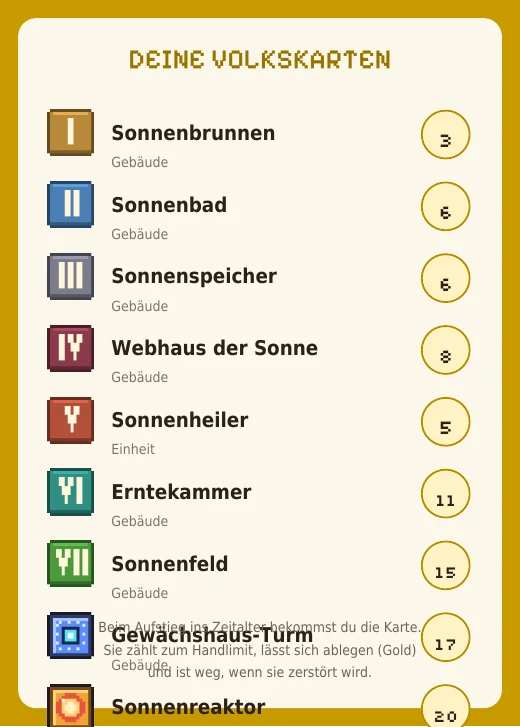 DEINE VOLKSKARTEN
I Sonnenbrunnen 3
Gebäude
II Sonnenbad 6
Gebäude
III Sonnenspeicher 6
Gebäude
IV Webhaus der Sonne 8
Gebäude
V Sonnenheiler 5
Einheit
VI Erntekammer 11
Gebäude
VII Sonnenfeld 15
Gebäude
Beim Aufstieg ins Zeitalter bekommst du die Karte.
Gewächshaus-Turm 17
Sie zählt zum Handlimit, lässt sich ablegen (Gold)
Gebäude
und ist weg, wenn sie zerstört wird.
Sonnenreaktor 20